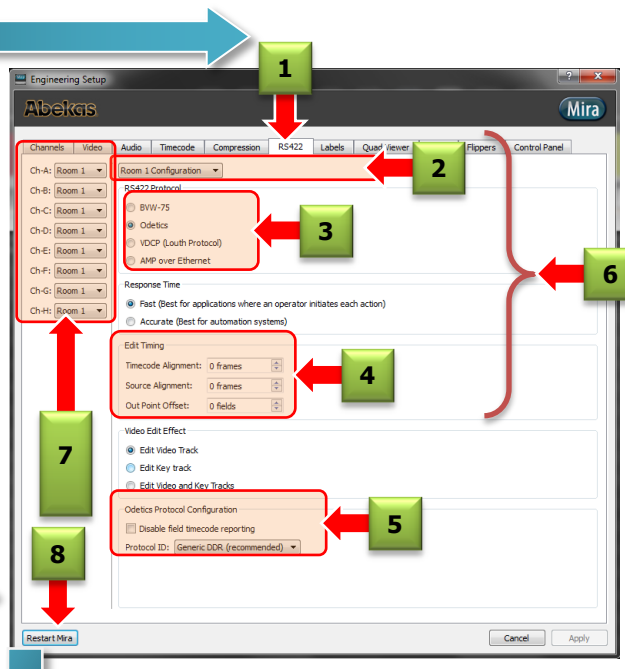 1
Engineering Setup
? x
Abekas
Mira
Channels Video Audio Timecode Compression RS422 Labels Quad Viewer Flippers Control Panel
Room 1 Configuration
2
Ch-A: Room 1
Ch-B: Room 1
Ch-C: Room 1
Ch-D: Room 1
Ch-E: Room 1
Ch-F: Room 1
Ch-G: Room 1
Ch-H: Room 1
RS422 Protocol
BVW-75
Odetics
VDCP (Louth Protocol)
AMP over Ethernet
3
6
Response Time
Fast (Best for applications where an operator initiates each action)
Accurate (Best for automation systems)
Edit Timing
Timecode Alignment: 0 frames
Source Alignment: 0 frames
Out Point Offset: 0 fields
4
7
Video Edit Effect
Edit Video Track
Edit Key track
Edit Video and Key Tracks
Odetics Protocol Configuration
Disable field timecode reporting
Protocol ID: Generic DDR (recommended)
5
8
Restart Mira
Cancel Apply